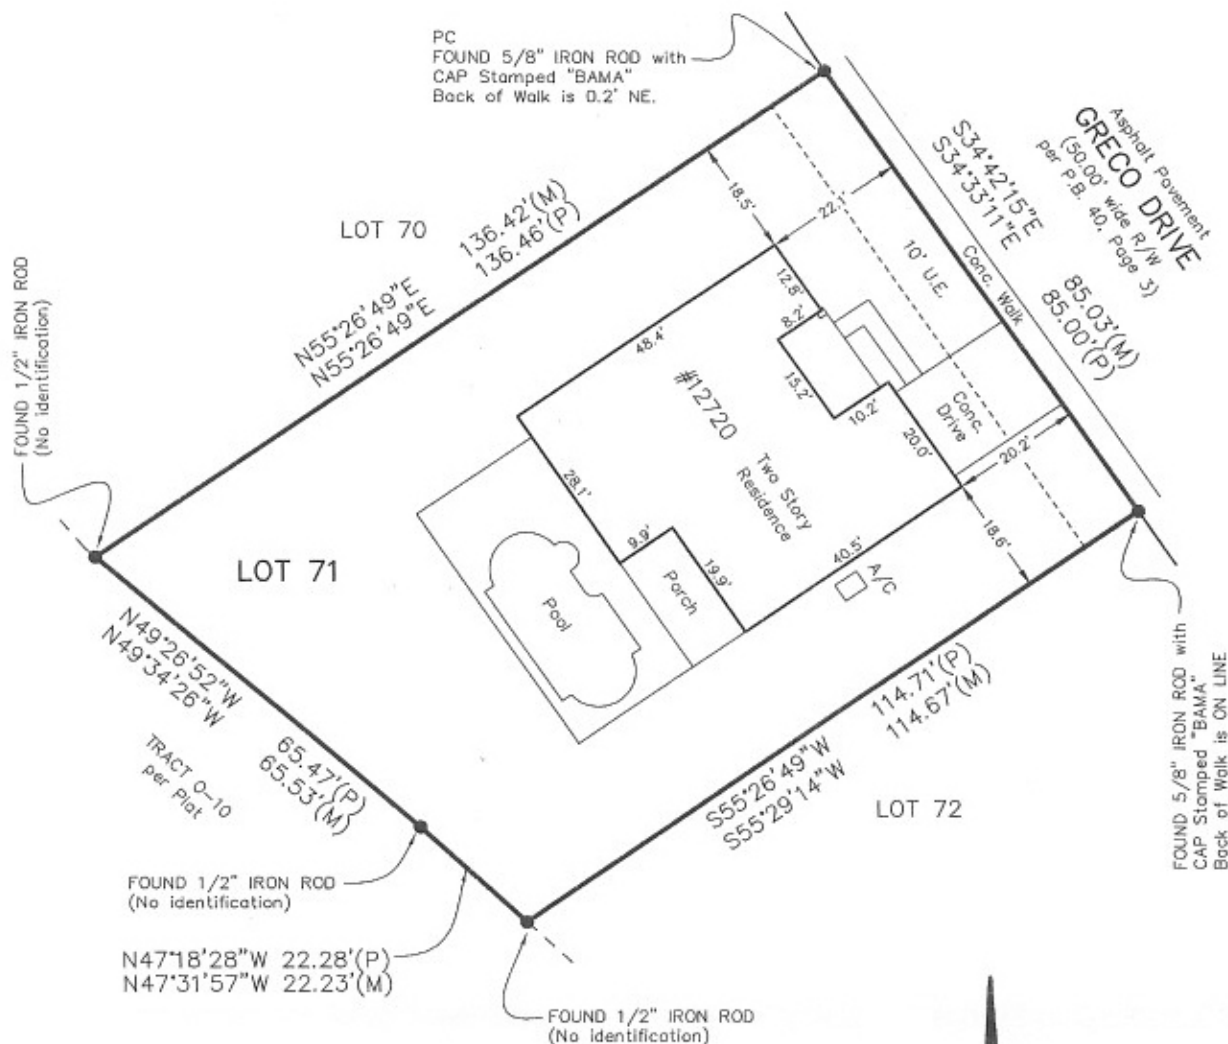 PC
FOUND 5/8" IRON ROD with
CAP Stamped "BAMA"
Back of Walk is 0.2' NE.
Asphalt Pavement
GRECO DRIVE
(50.00' wide R/W
per P.B. 40, Page 3)
S34°42'15"E
S34°33'11"E
85.03'(M)
85.00'(P)
Conc. Walk
LOT 70
136.42'(M)
136.46'(P)
N55°26'49"E
N55°26'49"E
FOUND 1/2" IRON ROD
(No identification)
18.5'
10' U.E.
12.8'
8.2'
15.2'
10.2'
20.0'
Conc.
Drive
20.2'
18.6'
48.4'
#12720
Two Story
Residence
28.1'
9.9'
19.9'
40.5'
A/C
Porch
Pool
LOT 71
N49°26'52"W
N49°34'26"W
65.47'(P)
65.53'(M)
TRACT O-10
per Plat
114.71'(P)
114.67'(M)
S55°26'49"W
S55°29'14"W
LOT 72
FOUND 5/8" IRON ROD with
CAP Stamped "BAMA"
Back of Walk is ON LINE
FOUND 1/2" IRON ROD
(No identification)
N47°18'28"W 22.28'(P)
N47°31'57"W 22.23'(M)
FOUND 1/2" IRON ROD
(No identification)